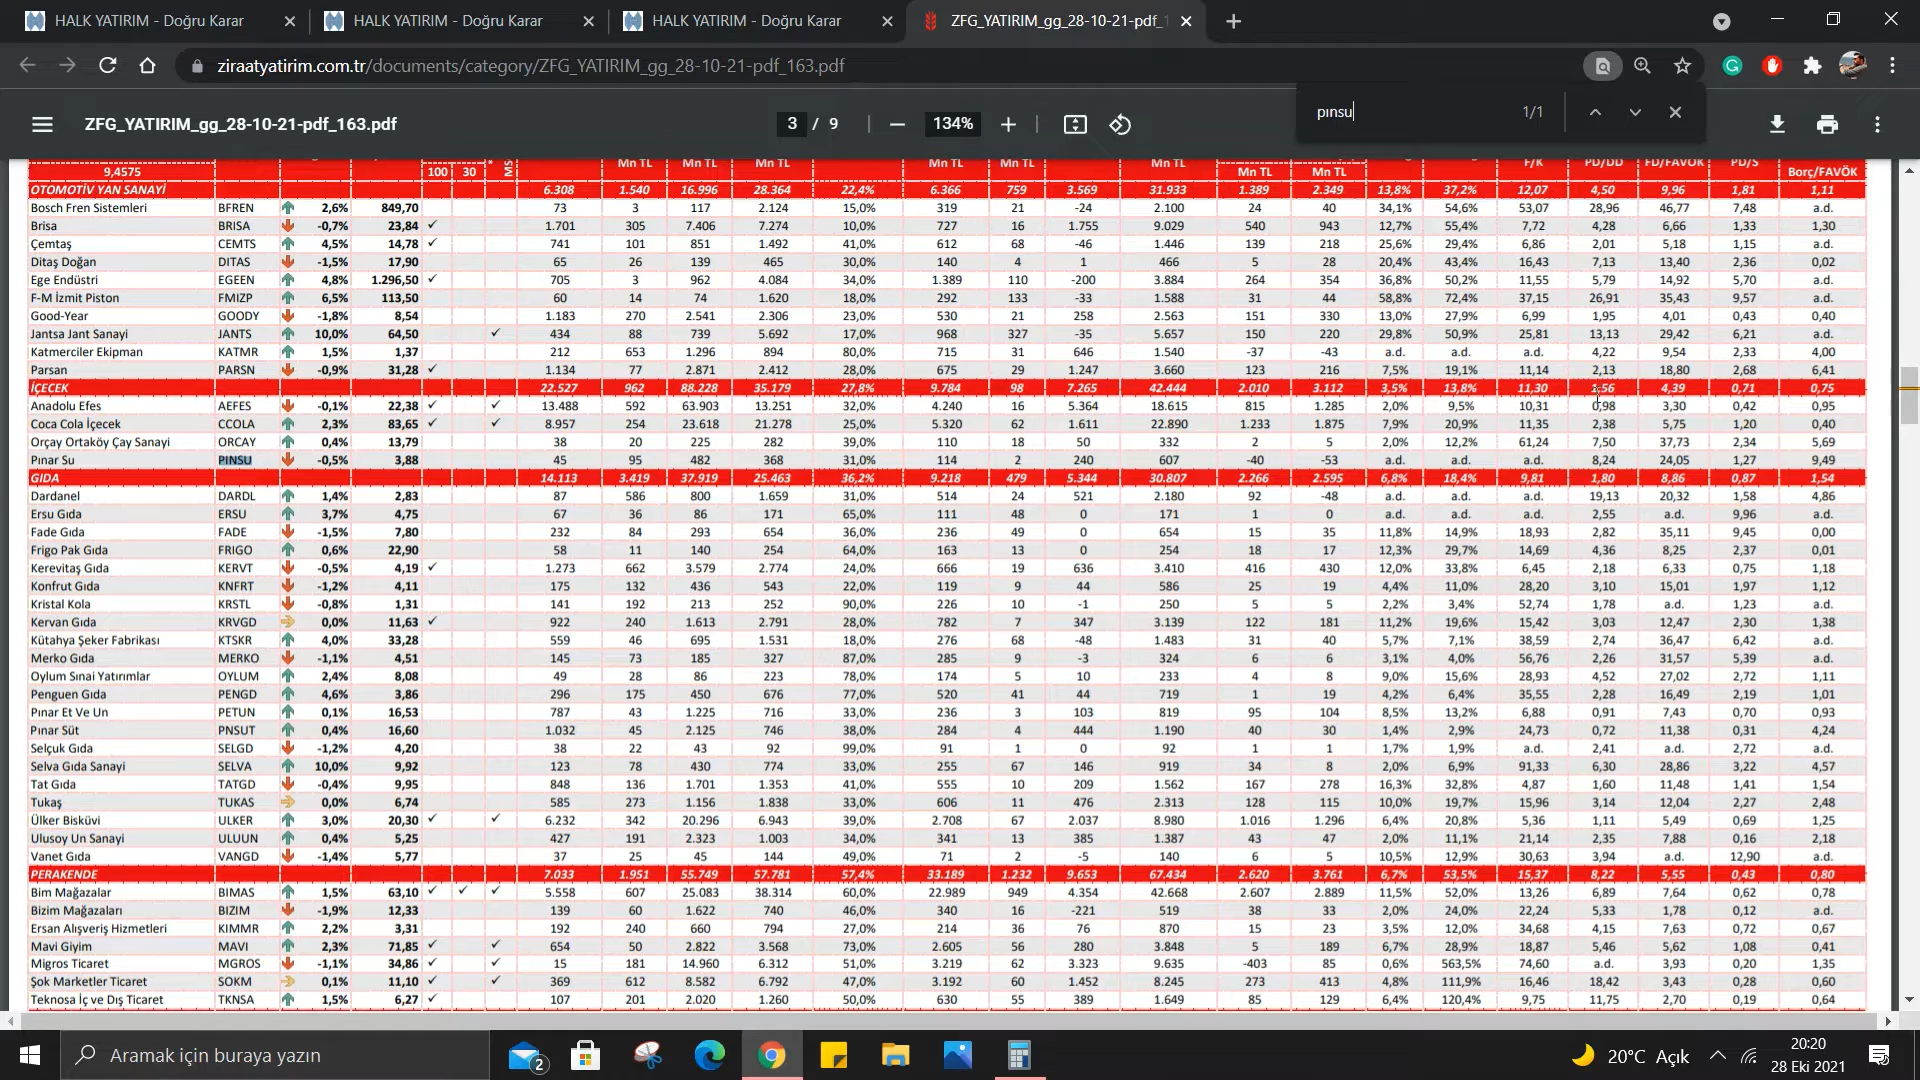 HALK YATIRIM - Doğru Karar
HALK YATIRIM - Doğru Karar
HALK YATIRIM - Doğru Karar
ZFG_YATIRIM_gg_28-10-21-pdf_1
ziraatyatirim.com.tr/documents/category/ZFG_YATIRIM_gg_28-10-21-pdf_163.pdf
ZFG_YATIRIM_gg_28-10-21-pdf_163.pdf
3 / 9
134%
pınsu 1/1
Mn TL Mn TL Mn TL Mn TL Mn TL Mn TL F/K PD/DD FD/FAVÖK PD/S
9,4575 100 30 Mn TL Mn TL Borç/FAVÖK
OTOMOTİV YAN SANAYİ 6.308 1.540 16.996 28.364 22,4% 6.366 759 3.569 31.933 1.389 2.349 13,8% 37,2% 12,07 4,50 9,96 1,81 1,11
Bosch Fren Sistemleri BFREN 2,6% 849,70 73 3 117 2.124 15,0% 319 21 -24 2.100 24 40 34,1% 54,6% 53,07 28,96 46,77 7,48 a.d.
Brisa BRISA -0,7% 23,84 ✓ 1.701 305 7.406 7.274 10,0% 727 16 1.755 9.029 540 943 12,7% 55,4% 7,72 4,28 6,66 1,33 1,30
Çemtaş CEMTS 4,5% 14,78 ✓ 741 101 851 1.492 41,0% 612 68 -46 1.446 139 218 25,6% 29,4% 6,86 2,01 5,18 1,15 a.d.
Ditaş Doğan DITAS -1,5% 17,90 65 26 139 465 30,0% 140 4 1 466 5 28 20,4% 43,4% 16,43 7,13 13,40 2,36 0,02
Ege Endüstri EGEEN 4,8% 1.296,50 ✓ 705 3 962 4.084 34,0% 1.389 110 -200 3.884 264 354 36,8% 50,2% 11,55 5,79 14,92 5,70 a.d.
F-M İzmit Piston FMIZP 6,5% 113,50 60 14 74 1.620 18,0% 292 133 -33 1.588 31 44 58,8% 72,4% 37,15 26,91 35,43 9,57 a.d.
Good-Year GOODY -1,8% 8,54 1.183 270 2.541 2.306 23,0% 530 21 258 2.563 151 330 13,0% 27,9% 6,99 1,95 4,01 0,43 0,40
Jantsa Jant Sanayi JANTS 10,0% 64,50 ✓ 434 88 739 5.692 17,0% 968 327 -35 5.657 150 220 29,8% 50,9% 25,81 13,13 29,42 6,21 a.d.
Katmerciler Ekipman KATMR 1,5% 1,37 212 653 1.296 894 80,0% 715 31 646 1.540 -37 -43 a.d. a.d. a.d. 4,22 9,54 2,33 4,00
Parsan PARSN -0,9% 31,28 ✓ 1.134 77 2.871 2.412 28,0% 675 29 1.247 3.660 123 216 7,5% 19,1% 11,14 2,13 18,80 2,68 6,41
İÇECEK 22.527 962 88.228 35.179 27,8% 9.784 98 7.265 42.444 2.010 3.112 3,5% 13,8% 11,30 4,39 0,71 0,75
Anadolu Efes AEFES -0,1% 22,38 ✓ ✓ 13.488 592 63.903 13.251 32,0% 4.240 16 5.364 18.615 815 1.285 2,0% 9,5% 10,31 0,98 3,30 0,42 0,95
Coca Cola İçecek CCOLA 2,3% 83,65 ✓ ✓ 8.957 254 23.618 21.278 25,0% 5.320 62 1.611 22.890 1.233 1.875 7,9% 20,9% 11,35 2,38 5,75 1,20 0,40
Orçay Ortaköy Çay Sanayi ORCAY 0,4% 13,79 38 20 225 282 39,0% 110 18 50 332 2 5 2,0% 12,2% 61,24 7,50 37,73 2,34 5,69
Pınar Su PINSU -0,5% 3,88 45 95 482 368 31,0% 114 2 240 607 -40 -53 a.d. a.d. a.d. 8,24 24,05 1,27 9,49
GIDA 14.113 3.419 37.919 25.463 36,2% 9.218 479 5.344 30.807 2.266 2.595 6,8% 18,4% 9,81 1,80 8,86 0,87 1,54
Dardanel DARDL 1,4% 2,83 87 586 800 1.659 31,0% 514 24 521 2.180 92 -48 a.d. a.d. a.d. 19,13 20,32 1,58 4,86
Ersu Gıda ERSU 3,7% 4,75 67 36 86 171 65,0% 111 48 0 171 1 0 a.d. a.d. a.d. 2,55 a.d. 9,96 a.d.
Fade Gıda FADE -1,5% 7,80 232 84 293 654 36,0% 236 49 0 654 15 35 11,8% 14,9% 18,93 2,82 35,11 9,45 0,00
Frigo Pak Gıda FRIGO 0,6% 22,90 58 11 140 254 64,0% 163 13 0 254 18 17 12,3% 29,7% 14,69 4,36 8,25 2,37 0,01
Kerevitaş Gıda KERVT -0,5% 4,19 ✓ 1.273 662 3.579 2.774 24,0% 666 19 636 3.410 416 430 12,0% 33,8% 6,45 2,18 6,33 0,75 1,18
Konfrut Gıda KNFRT -1,2% 4,11 175 132 436 543 22,0% 119 9 44 586 25 19 4,4% 11,0% 28,20 3,10 15,01 1,97 1,12
Kristal Kola KRSTL -0,8% 1,31 141 192 213 252 90,0% 226 10 -1 250 5 5 2,2% 3,4% 52,74 1,78 a.d. 1,23 a.d.
Kervan Gıda KRVGD 0,0% 11,63 ✓ 922 240 1.613 2.791 28,0% 782 7 347 3.139 122 181 11,2% 19,6% 15,42 3,03 12,47 2,30 1,38
Kütahya Şeker Fabrikası KTSKR 4,0% 33,28 559 46 695 1.531 18,0% 276 68 -48 1.483 31 40 5,7% 7,1% 38,59 2,74 36,47 6,42 a.d.
Merko Gıda MERKO -1,1% 4,51 145 73 185 327 87,0% 285 9 -3 324 6 6 3,1% 4,0% 56,76 2,26 31,57 5,39 a.d.
Oylum Sınai Yatırımlar OYLUM 2,4% 8,08 49 28 86 223 78,0% 174 5 10 233 4 8 9,0% 15,6% 28,93 4,52 27,02 2,72 1,11
Penguen Gıda PENGD 4,6% 3,86 296 175 450 676 77,0% 520 41 44 719 1 19 4,2% 6,4% 35,55 2,28 16,49 2,19 1,01
Pınar Et Ve Un PETUN 0,1% 16,53 787 43 1.225 716 33,0% 236 3 103 819 95 104 8,5% 13,2% 6,88 0,91 7,43 0,70 0,93
Pınar Süt PNSUT 0,4% 16,60 1.032 45 2.125 746 38,0% 284 4 444 1.190 40 30 1,4% 2,9% 24,73 0,72 11,38 0,31 4,24
Selçuk Gıda SELGD -1,2% 4,20 38 22 43 92 99,0% 91 1 0 92 1 1 1,7% 1,9% a.d. 2,41 a.d. 2,72 a.d.
Selva Gıda Sanayi SELVA 10,0% 9,92 123 78 430 774 33,0% 255 67 146 919 34 8 2,0% 6,9% 91,33 6,30 28,86 3,22 4,57
Tat Gıda TATGD -0,4% 9,95 848 136 1.701 1.353 41,0% 555 10 209 1.562 167 278 16,3% 32,8% 4,87 1,60 11,48 1,41 1,54
Tukaş TUKAS 0,0% 6,74 585 273 1.156 1.838 33,0% 606 11 476 2.313 128 115 10,0% 19,7% 15,96 3,14 12,04 2,27 2,48
Ülker Bisküvi ULKER 3,0% 20,30 ✓ ✓ 6.232 342 20.296 6.943 39,0% 2.708 67 2.037 8.980 1.016 1.296 6,4% 20,8% 5,36 1,11 5,49 0,69 1,25
Ulusoy Un Sanayi ULUUN 0,4% 5,25 427 191 2.323 1.003 34,0% 341 13 385 1.387 43 47 2,0% 11,1% 21,14 2,35 7,88 0,16 2,18
Vanet Gıda VANGD -1,4% 5,77 37 25 45 144 49,0% 71 2 -5 140 6 5 10,5% 12,9% 30,63 3,94 a.d. 12,90 a.d.
PERAKENDE 7.033 1.951 55.749 57.781 57,4% 33.189 1.232 9.653 67.434 2.620 3.761 6,7% 53,5% 15,37 8,22 5,55 0,43 0,80
Bim Mağazalar BIMAS 1,5% 63,10 ✓ ✓ ✓ 5.558 607 25.083 38.314 60,0% 22.989 949 4.354 42.668 2.607 2.889 11,5% 52,0% 13,26 6,89 7,64 0,62 0,78
Bizim Mağazaları BIZIM -1,9% 12,33 139 60 1.622 740 46,0% 340 16 -221 519 38 33 2,0% 24,0% 22,24 5,33 1,78 0,12 a.d.
Ersan Alışveriş Hizmetleri KIMMR 2,2% 3,31 192 240 660 794 27,0% 214 36 76 870 15 23 3,5% 12,0% 34,68 4,15 7,63 0,72 0,67
Mavi Giyim MAVI 2,3% 71,85 ✓ ✓ 654 50 2.822 3.568 73,0% 2.605 56 280 3.848 5 189 6,7% 28,9% 18,87 5,46 5,62 1,08 0,41
Migros Ticaret MGROS -1,1% 34,86 ✓ ✓ 15 181 14.960 6.312 51,0% 3.219 62 3.323 9.635 -403 85 0,6% 563,5% 74,60 a.d. 3,93 0,20 1,35
Şok Marketler Ticaret SOKM 0,1% 11,10 ✓ ✓ 369 612 8.582 6.792 47,0% 3.192 60 1.452 8.245 273 413 4,8% 111,9% 16,46 18,42 3,43 0,28 0,60
Teknosa İç ve Dış Ticaret TKNSA 1,5% 6,27 ✓ 107 201 2.020 1.260 50,0% 630 55 389 1.649 85 129 6,4% 120,4% 9,75 11,75 2,70 0,19 0,64
Aramak için buraya yazın
2
20°C Açık
20:20
28 Eki 2021